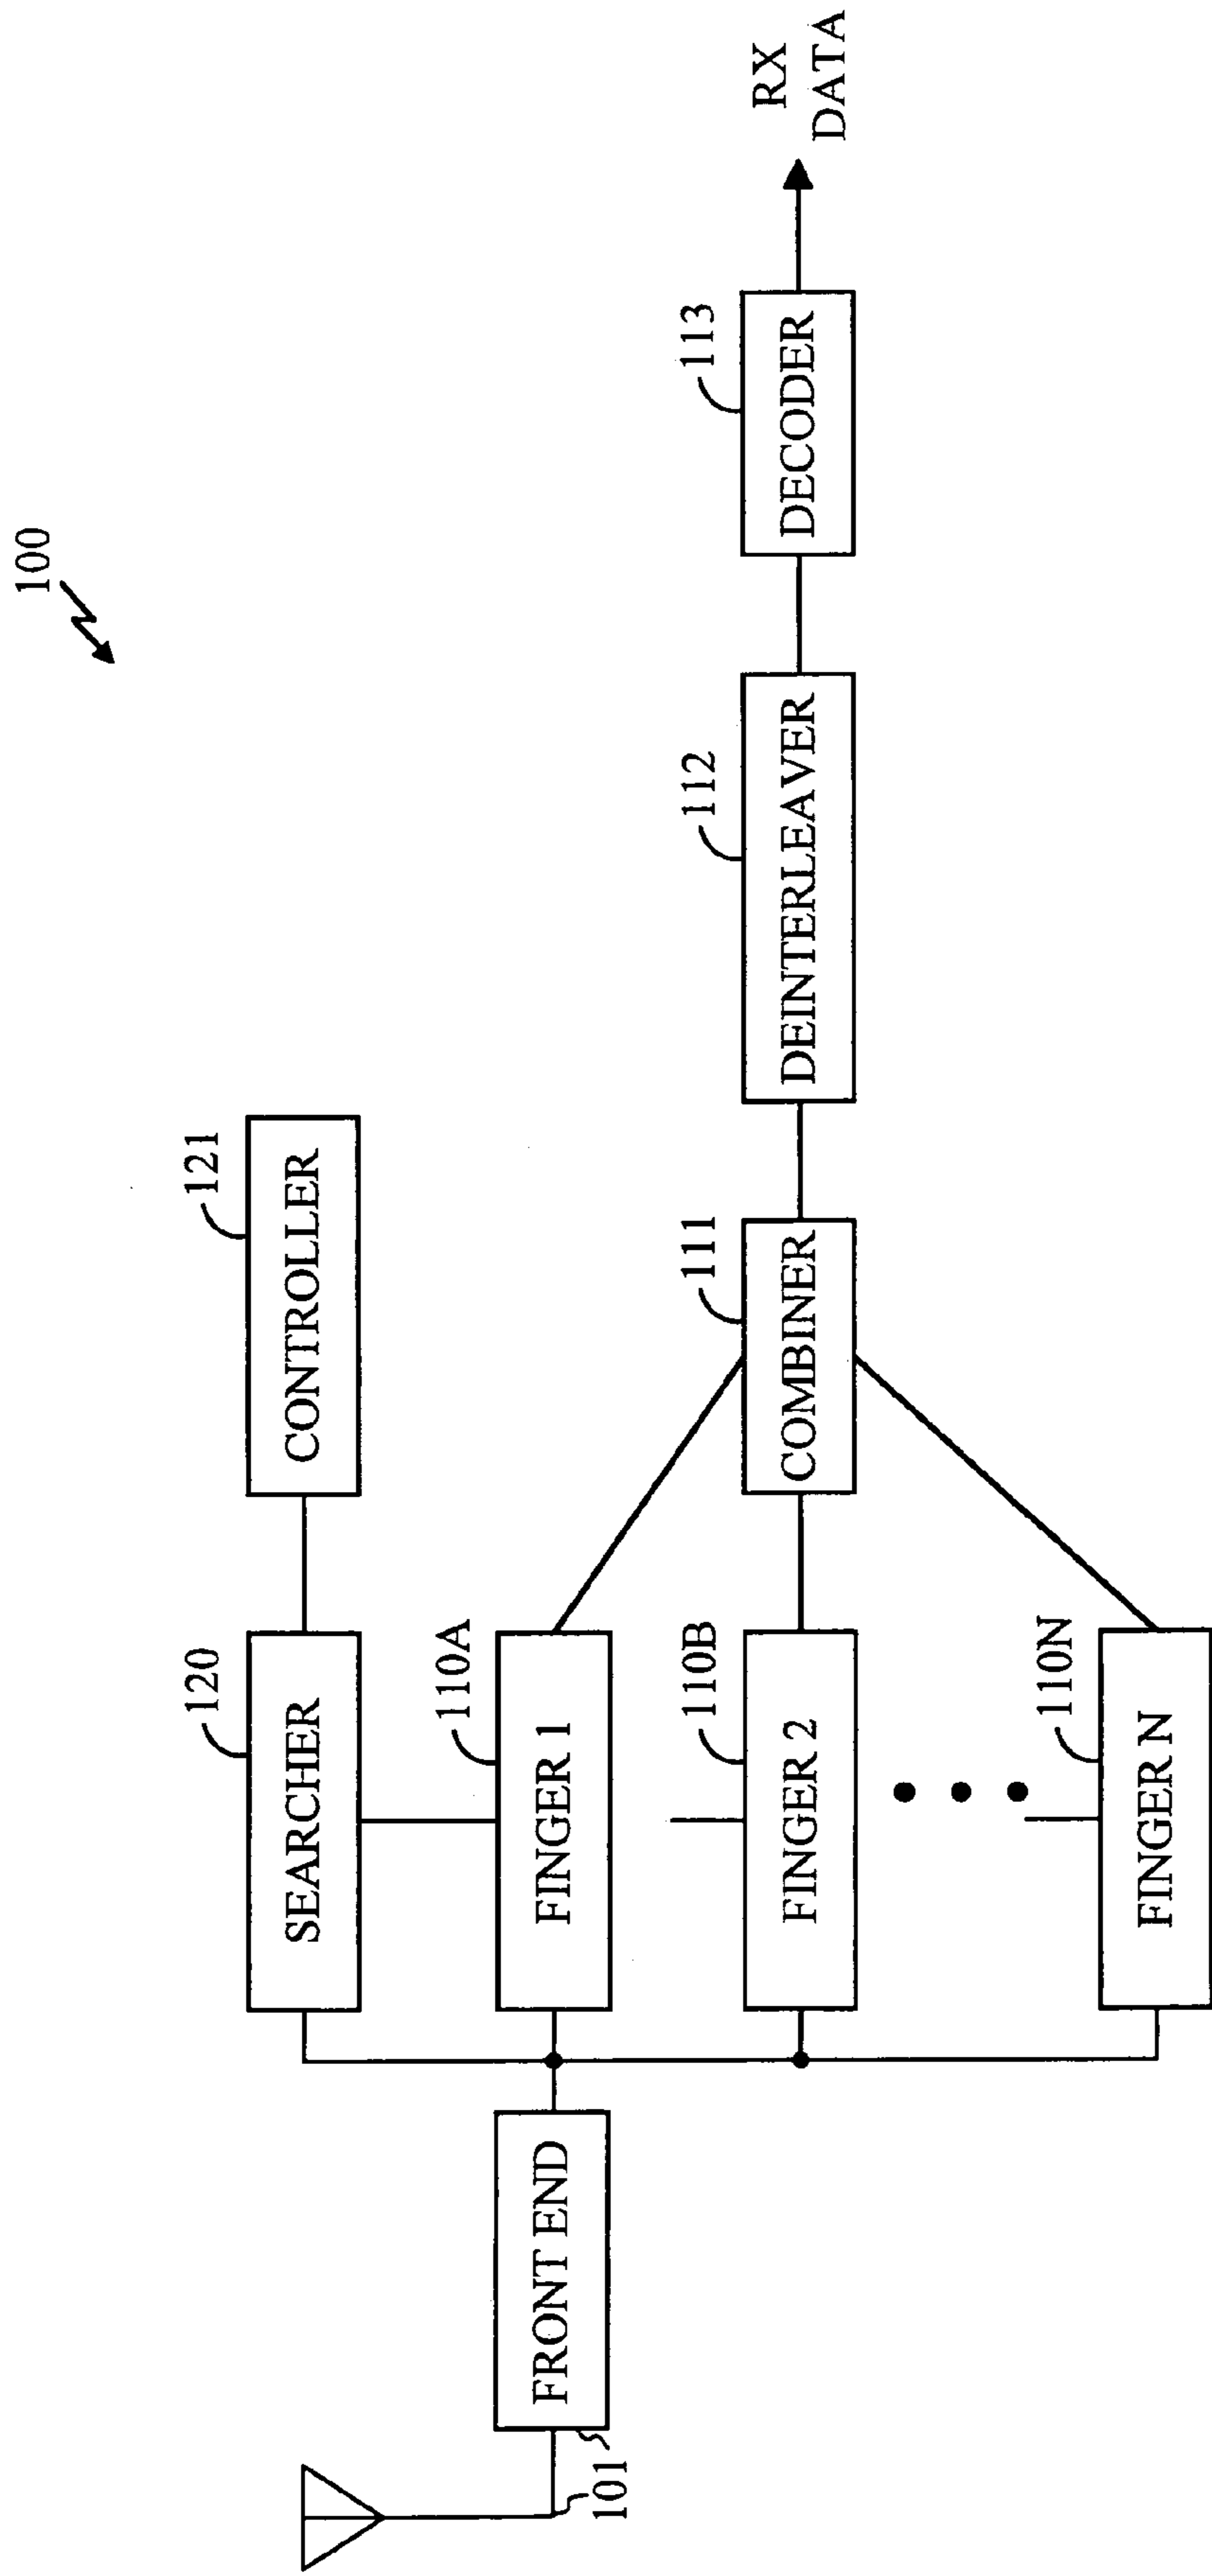 100
121
CONTROLLER
120
SEARCHER
110A
FINGER 1
110B
FINGER 2
110N
FINGER N
FRONT END
101
111
COMBINER
112
DEINTERLEAVER
113
DECODER
RX
DATA